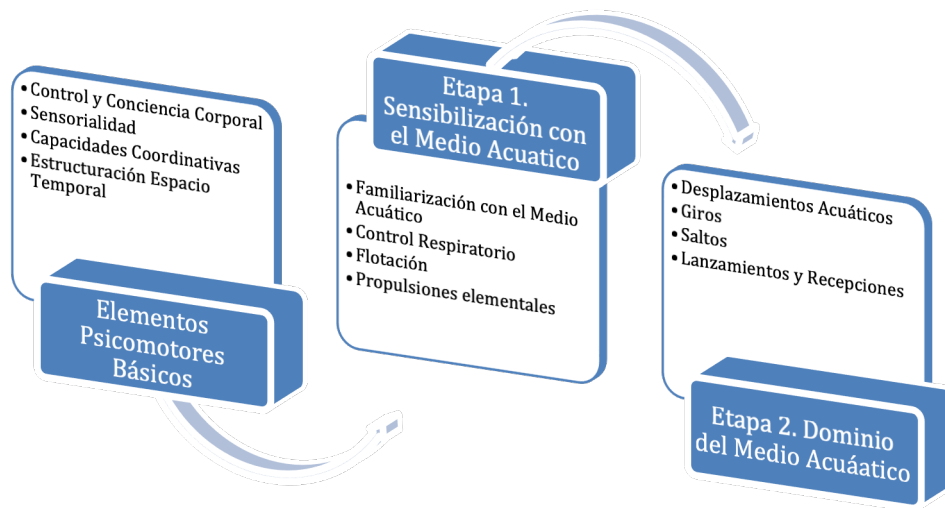 • Control y Conciencia Corporal
• Sensorialidad
• Capacidades Coordinativas
• Estructuración Espacio
Temporal
Elementos
Psicomotores
Básicos
Etapa 1.
Sensibilización con
el Medio Acuatico
• Familiarización con el Medio
Acuático
• Control Respiratorio
• Flotación
• Propulsiones elementales
• Desplazamientos Acuáticos
• Giros
• Saltos
• Lanzamientos y Recepciones
Etapa 2. Dominio
del Medio Acuáatico